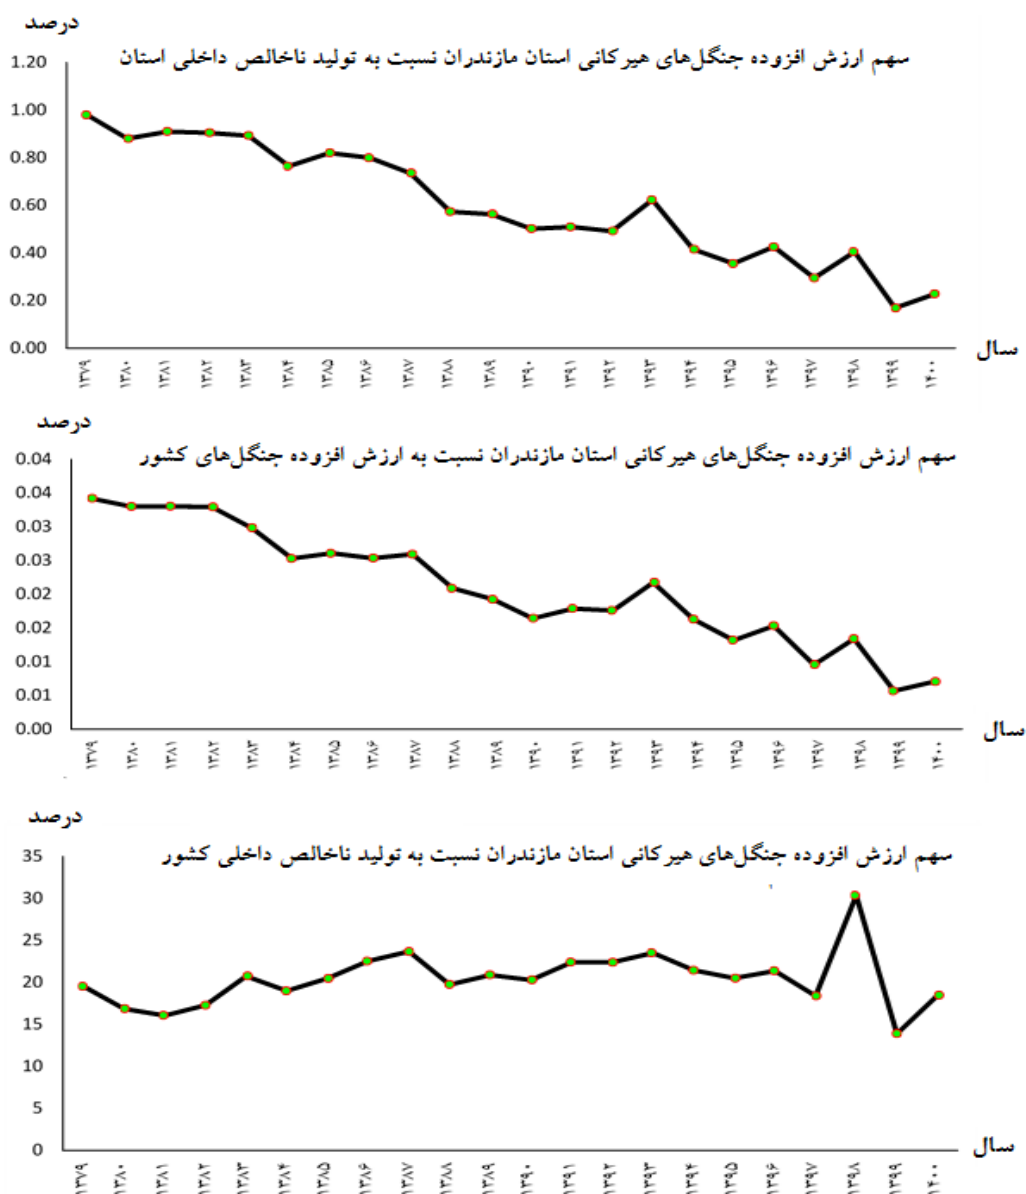 درصد
سهم ارزش افزوده جنگل‌های هیرکانی استان مازندران نسبت به تولید ناخالص داخلی استان
1.20
1.00
0.80
0.60
0.40
0.20
0.00
۱۳۷۹ ۱۳۸۰ ۱۳۸۱ ۱۳۸۲ ۱۳۸۳ ۱۳۸۴ ۱۳۸۵ ۱۳۸۶ ۱۳۸۷ ۱۳۸۸ ۱۳۸۹ ۱۳۹۰ ۱۳۹۱ ۱۳۹۲ ۱۳۹۳ ۱۳۹۴ ۱۳۹۵ ۱۳۹۶ ۱۳۹۷ ۱۳۹۸ ۱۳۹۹ ۱۴۰۰
سال
درصد
سهم ارزش افزوده جنگل‌های هیرکانی استان مازندران نسبت به ارزش افزوده جنگل‌های کشور
0.04
0.04
0.03
0.03
0.02
0.02
0.01
0.01
0.00
۱۳۷۹ ۱۳۸۰ ۱۳۸۱ ۱۳۸۲ ۱۳۸۳ ۱۳۸۴ ۱۳۸۵ ۱۳۸۶ ۱۳۸۷ ۱۳۸۸ ۱۳۸۹ ۱۳۹۰ ۱۳۹۱ ۱۳۹۲ ۱۳۹۳ ۱۳۹۴ ۱۳۹۵ ۱۳۹۶ ۱۳۹۷ ۱۳۹۸ ۱۳۹۹ ۱۴۰۰
سال
درصد
سهم ارزش افزوده جنگل‌های هیرکانی استان مازندران نسبت به تولید ناخالص داخلی کشور
35
30
25
20
15
10
5
0
۱۳۷۹ ۱۳۸۰ ۱۳۸۱ ۱۳۸۲ ۱۳۸۳ ۱۳۸۴ ۱۳۸۵ ۱۳۸۶ ۱۳۸۷ ۱۳۸۸ ۱۳۸۹ ۱۳۹۰ ۱۳۹۱ ۱۳۹۲ ۱۳۹۳ ۱۳۹۴ ۱۳۹۵ ۱۳۹۶ ۱۳۹۷ ۱۳۹۸ ۱۳۹۹ ۱۴۰۰
سال